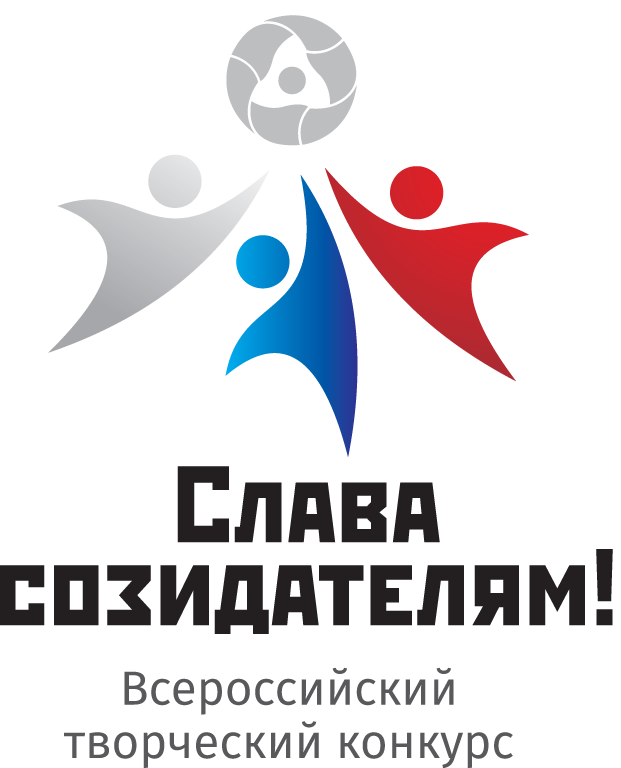 Слава
созидателям!
Всероссийский
творческий конкурс